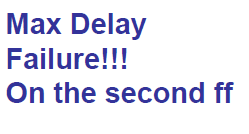 Max Delay
Failure!!!
On the second ff